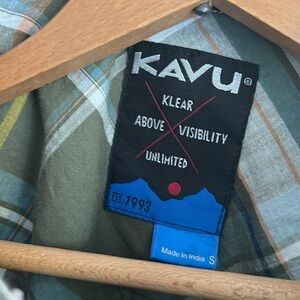 KAVU®
KLEAR
ABOVE VISIBILITY
UNLIMITED
EST 1993
Made in India S